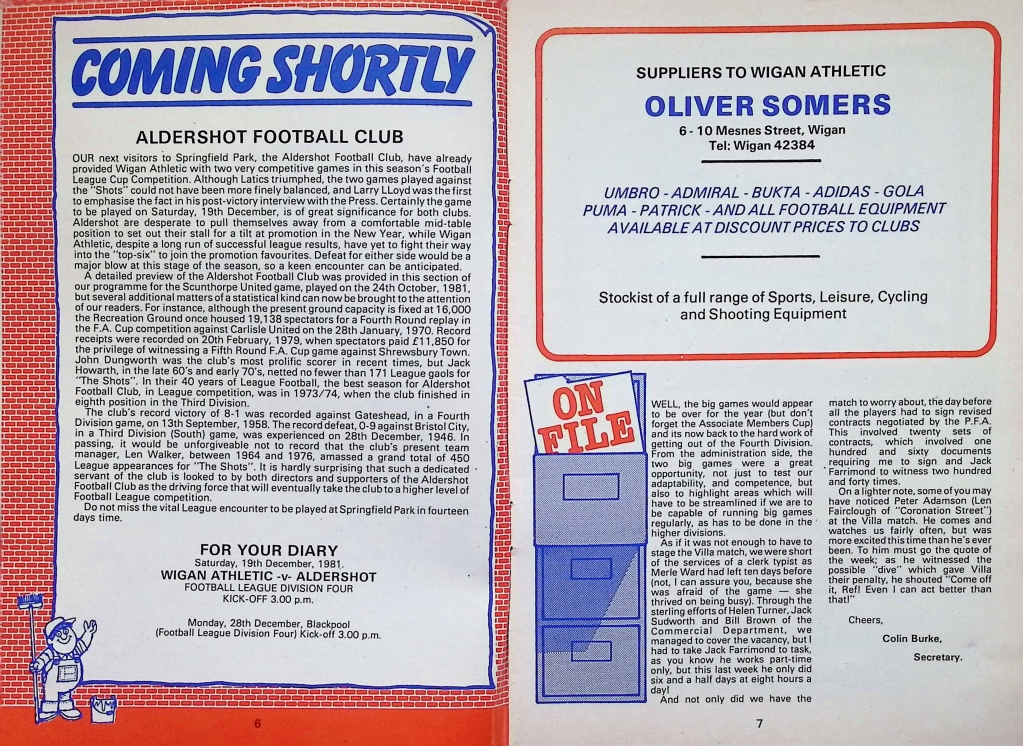 COMING SHORTLY
ALDERSHOT FOOTBALL CLUB
OUR next visitors to Springfield Park, the Aldershot Football Club, have already
provided Wigan Athletic with two very competitive games in this season's Football
League Cup Competition. Although Latics triumphed, the two games played against
the "Shots" could not have been more finely balanced, and Larry LLoyd was the first
to emphasise the fact in his post-victory interview with the Press. Certainly the game
to be played on Saturday, 19th December, is of great significance for both clubs.
Aldershot are desperate to pull themselves away from a comfortable mid-table
position to set out their stall for a tilt at promotion in the New Year, while Wigan
Athletic, despite a long run of successful league results, have yet to fight their way
into the "top-six" to join the promotion favourites. Defeat for either side would be a
major blow at this stage of the season, so a keen encounter can be anticipated.
A detailed preview of the Aldershot Football Club was provided in this section of
our programme for the Scunthorpe United game, played on the 24th October, 1981,
but several additional matters of a statistical kind can now be brought to the attention
of our readers. For instance, although the present ground capacity is fixed at 16,000
the Recreation Ground once housed 19,138 spectators for a Fourth Round replay in
the F.A. Cup competition against Carlisle United on the 28th January, 1970. Record
receipts were recorded on 20th February, 1979, when spectators paid £11,850 for
the privilege of witnessing a Fifth Round F.A. Cup game against Shrewsbury Town.
John Dungworth was the club's most prolific scorer in recent times, but Jack
Howarth, in the late 60's and early 70's, netted no fewer than 171 League gaols for
"The Shots". In their 40 years of League Football, the best season for Aldershot
Football Club, in League competition, was in 1973/74, when the club finished in
eighth position in the Third Division.
The club's record victory of 8-1 was recorded against Gateshead, in a Fourth
Division game, on 13th September, 1958. The record defeat, 0-9 against Bristol City,
in a Third Division (South) game, was experienced on 28th December, 1946. In
passing, it would be unforgiveable not to record that the club's present team
manager, Len Walker, between 1964 and 1976, amassed a grand total of 450
League appearances for "The Shots". It is hardly surprising that such a dedicated
servant of the club is looked to by both directors and supporters of the Aldershot
Football Club as the driving force that will eventually take the club to a higher level of
Football League competition.
Do not miss the vital League encounter to be played at Springfield Park in fourteen
days time.
FOR YOUR DIARY
Saturday, 19th December, 1981.
WIGAN ATHLETIC -v- ALDERSHOT
FOOTBALL LEAGUE DIVISION FOUR
KICK-OFF 3.00 p.m.
Monday, 28th December, Blackpool
(Football League Division Four) Kick-off 3.00 p.m.
6
SUPPLIERS TO WIGAN ATHLETIC
OLIVER SOMERS
6 - 10 Mesnes Street, Wigan
Tel: Wigan 42384
UMBRO - ADMIRAL - BUKTA - ADIDAS - GOLA
PUMA - PATRICK - AND ALL FOOTBALL EQUIPMENT
AVAILABLE AT DISCOUNT PRICES TO CLUBS
Stockist of a full range of Sports, Leisure, Cycling
and Shooting Equipment
ON
FILE
WELL, the big games would appear
to be over for the year (but don't
forget the Associate Members Cup)
and its now back to the hard work of
getting out of the Fourth Division.
From the administration side, the
two big games were a great
opportunity, not just to test our
adaptability, and competence, but
also to highlight areas which will
have to be streamlined if we are to
be capable of running big games
regularly, as has to be done in the
higher divisions.
As if it was not enough to have to
stage the Villa match, we were short
of the services of a clerk typist as
Merle Ward had left ten days before
(not, I can assure you, because she
was afraid of the game — she
thrived on being busy). Through the
sterling efforts of Helen Turner, Jack
Sudworth and Bill Brown of the
Commercial Department, we
managed to cover the vacancy, but I
had to take Jack Farrimond to task,
as you know he works part-time
only, but this last week he only did
six and a half days at eight hours a
day!
And not only did we have the
match to worry about, the day before
all the players had to sign revised
contracts negotiated by the P.F.A.
This involved twenty sets of
contracts, which involved one
hundred and sixty documents
requiring me to sign and Jack
Farrimond to witness two hundred
and forty times.
On a lighter note, some of you may
have noticed Peter Adamson (Len
Fairclough of "Coronation Street")
at the Villa match. He comes and
watches us fairly often, but was
more excited this time than he's ever
been. To him must go the quote of
the week; as he witnessed the
possible "dive" which gave Villa
their penalty, he shouted "Come off
it, Ref! Even I can act better than
that!"
Cheers,
Colin Burke,
Secretary.
7